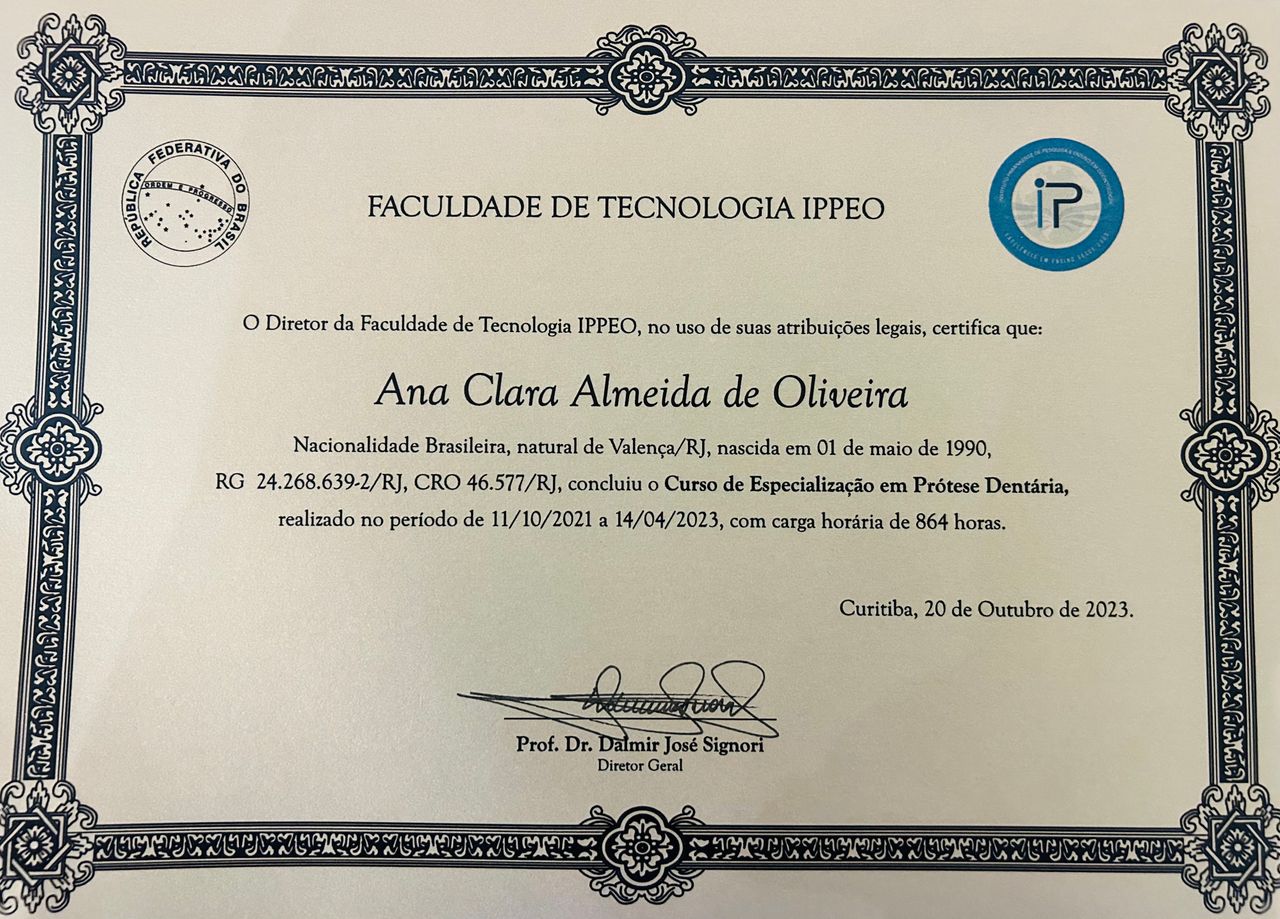 REPÚBLICA FEDERATIVA DO BRASIL
ORDEM E PROGRESSO
iP
FACULDADE DE TECNOLOGIA IPPEO
O Diretor da Faculdade de Tecnologia IPPEO, no uso de suas atribuições legais, certifica que:
Ana Clara Almeida de Oliveira
Nacionalidade Brasileira, natural de Valença/RJ, nascida em 01 de maio de 1990,
RG 24.268.639-2/RJ, CRO 46.577/RJ, concluiu o Curso de Especialização em Prótese Dentária,
realizado no período de 11/10/2021 a 14/04/2023, com carga horária de 864 horas.
Curitiba, 20 de Outubro de 2023.
Prof. Dr. Dalmir José Signori
Diretor Geral